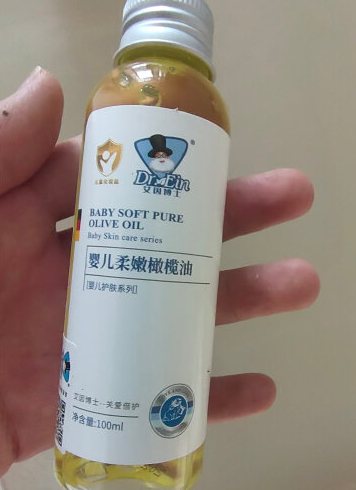 Dr.Ein
艾因博士
BABY SOFT PURE
OLIVE OIL
Baby Skin care series
婴儿柔嫩橄榄油
[婴儿护肤系列]
艾因博士--关爱倍护
净含量:100ml